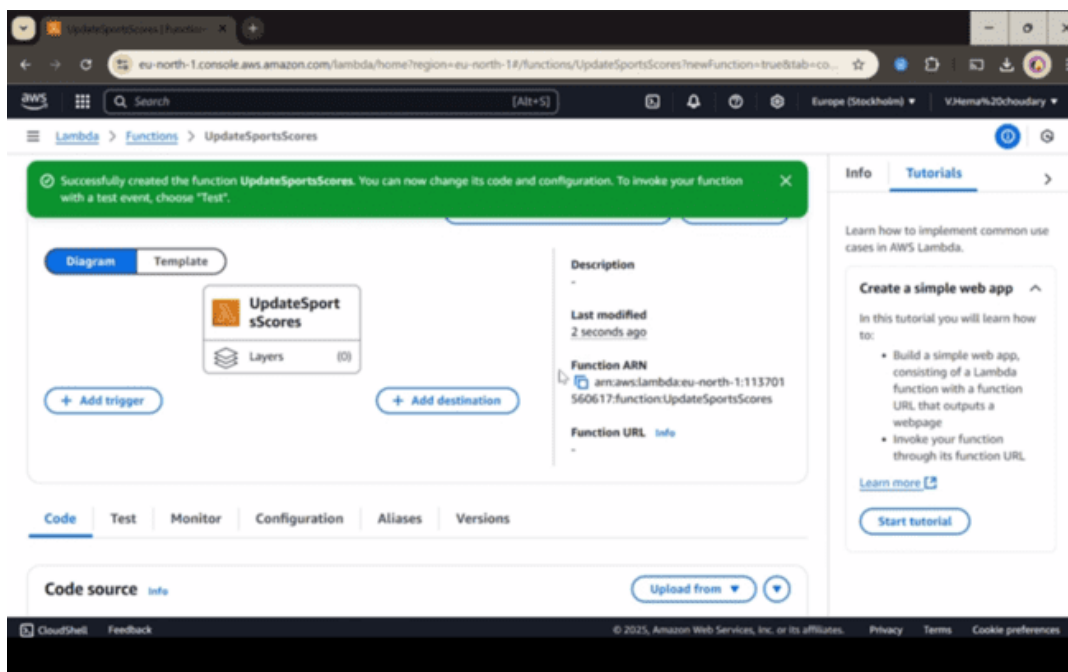 UpdateSportsScores | Function
eu-north-1.console.aws.amazon.com/lambda/home?region=eu-north-1#/functions/UpdateSportsScores?newFunction=true&tab=co...
aws
Search
[Alt+S]
Europe (Stockholm)
V.Hema%20choudary
Lambda > Functions > UpdateSportsScores
Successfully created the function UpdateSportsScores. You can now change its code and configuration. To invoke your function
with a test event, choose "Test".
Diagram
Template
UpdateSport
sScores
Layers
(0)
+ Add trigger
+ Add destination
Description
-
Last modified
2 seconds ago
Function ARN
arn:aws:lambda:eu-north-1:113701
560617:function:UpdateSportsScores
Function URL Info
-
Code
Test
Monitor
Configuration
Aliases
Versions
Code source Info
Upload from
Info
Tutorials
Learn how to implement common use
cases in AWS Lambda.
Create a simple web app
In this tutorial you will learn how
to:
• Build a simple web app,
consisting of a Lambda
function with a function
URL that outputs a
webpage
• Invoke your function
through its function URL
Learn more
Start tutorial
CloudShell
Feedback
© 2025, Amazon Web Services, Inc. or its affiliates.
Privacy
Terms
Cookie preferences